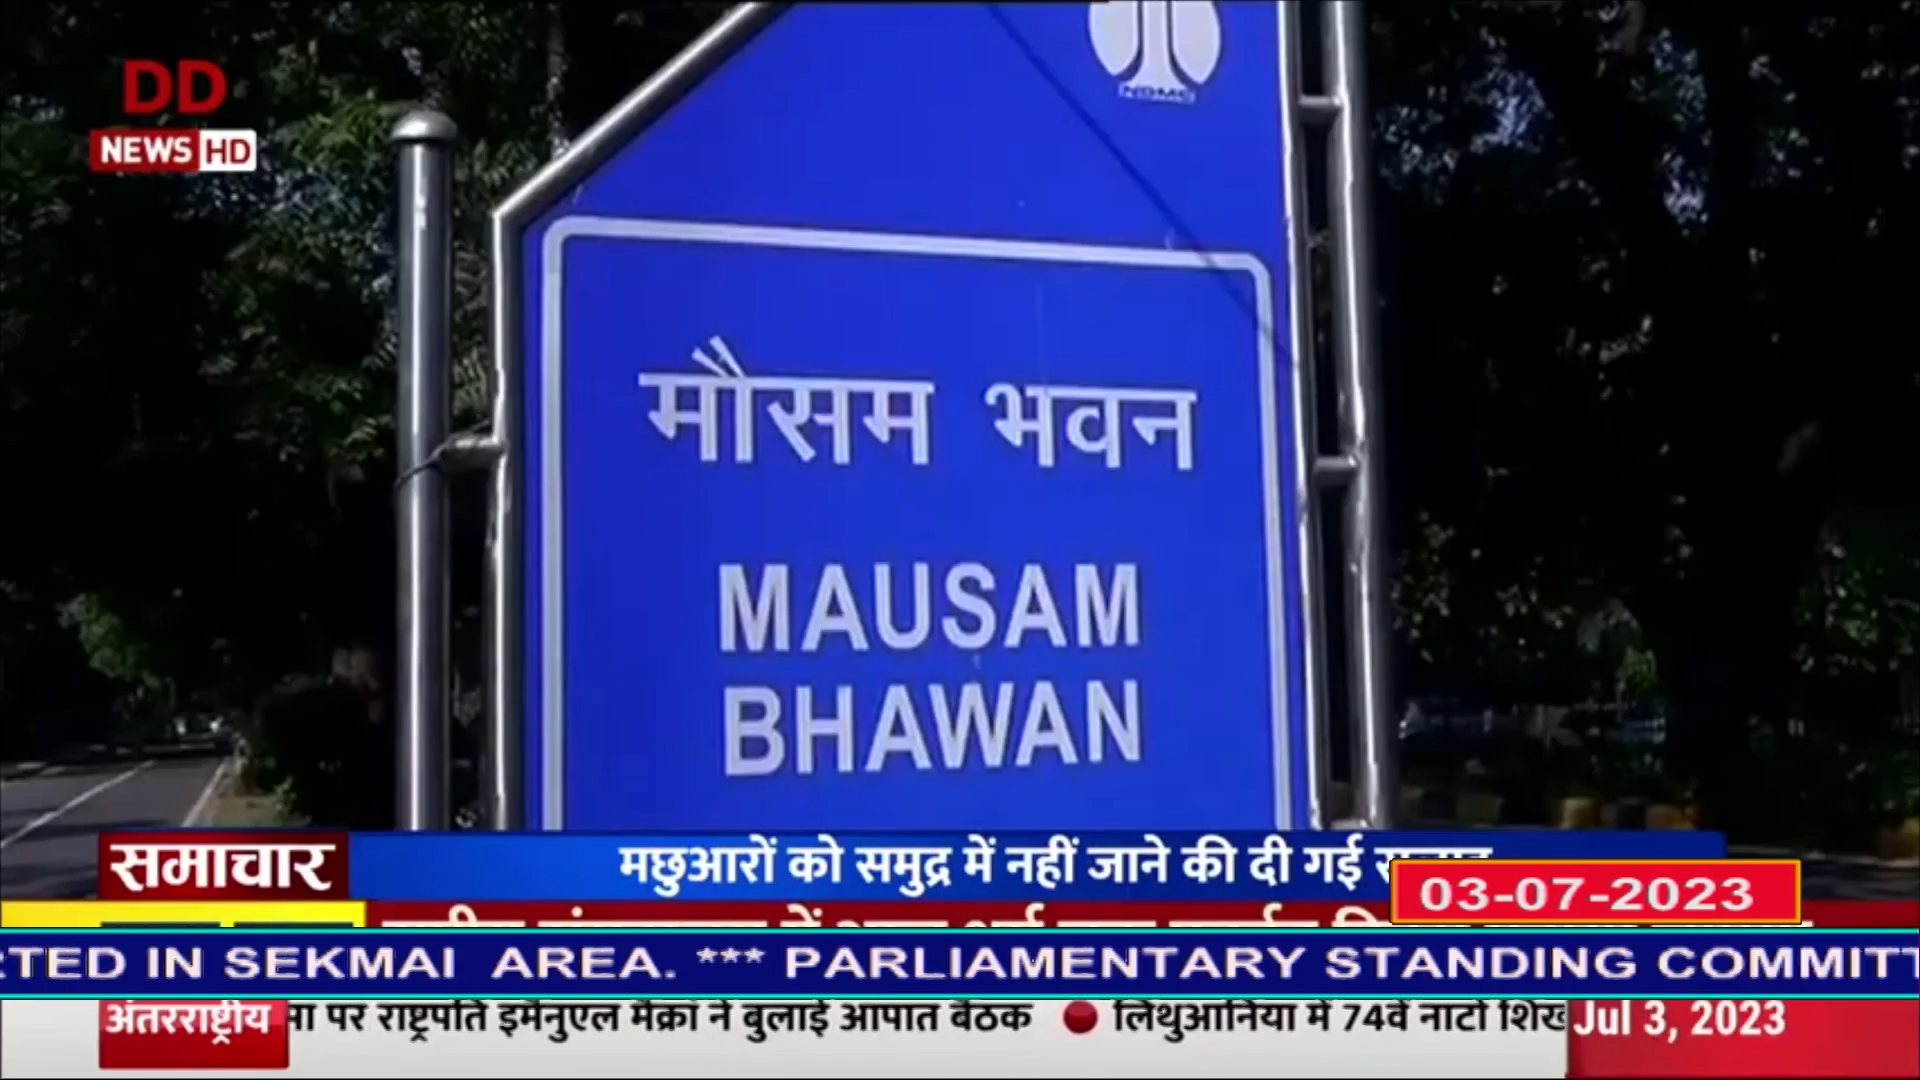 DD
NEWS HD
NDMC
मौसम भवन
MAUSAM
BHAWAN
समाचार
मछुआरों को समुद्र में नहीं जाने की दी गई
03-07-2023
RTED IN SEKMAI AREA. *** PARLIAMENTARY STANDING COMMITT
अंतरराष्ट्रीय
पर राष्ट्रपति इमैनुएल मैक्रों ने बुलाई आपात बैठक
लिथुआनिया में 74वें नाटो शिख
Jul 3, 2023